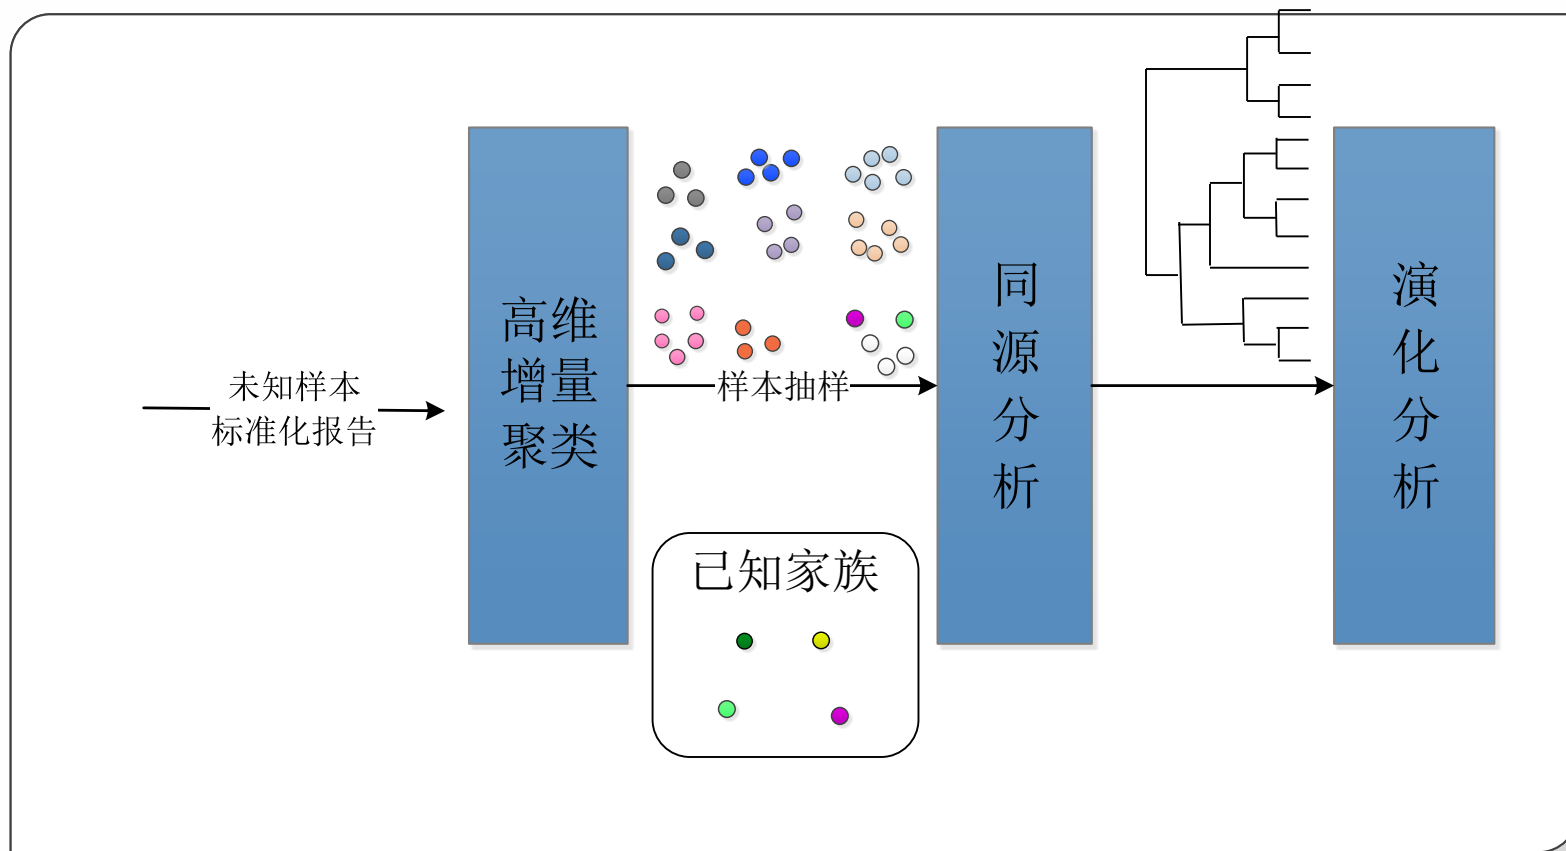 未知样本
标准化报告
高维
增量
聚类
样本抽样
已知家族
同
源
分
析
演
化
分
析